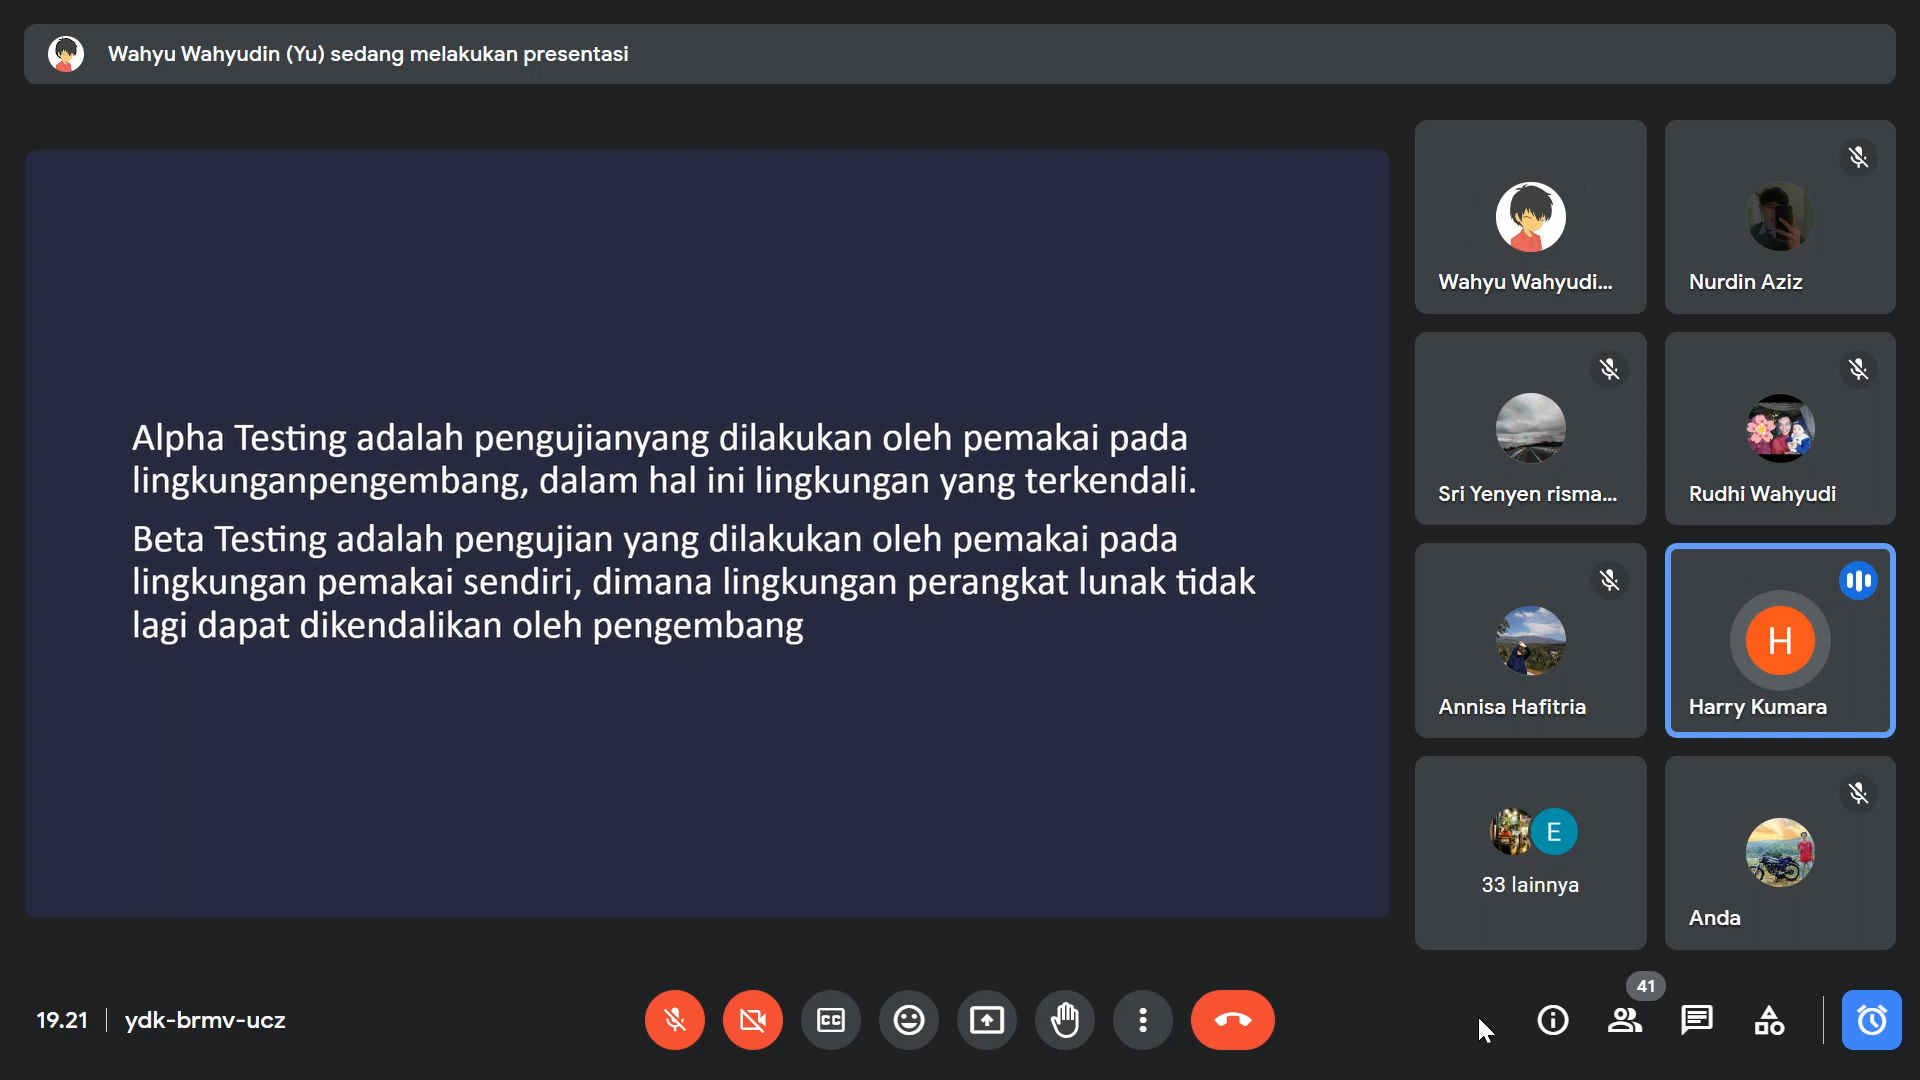 Wahyu Wahyudin (Yu) sedang melakukan presentasi
Alpha Testing adalah pengujianyang dilakukan oleh pemakai pada
lingkunganpengembang, dalam hal ini lingkungan yang terkendali.
Beta Testing adalah pengujian yang dilakukan oleh pemakai pada
lingkungan pemakai sendiri, dimana lingkungan perangkat lunak tidak
lagi dapat dikendalikan oleh pengembang
Wahyu Wahyudi...
Nurdin Aziz
Sri Yenyen risma...
Rudhi Wahyudi
Annisa Hafitria
H
Harry Kumara
E
33 lainnya
Anda
19.21
ydk-brmv-ucz
CC
41